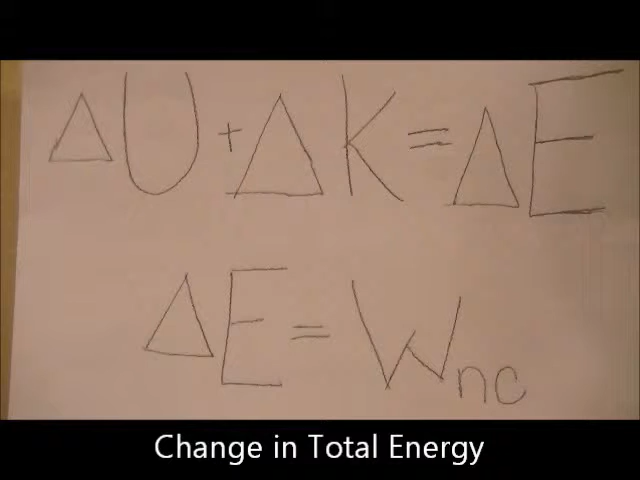 ΔU + ΔK = ΔE
ΔE = Wnc
Change in Total Energy